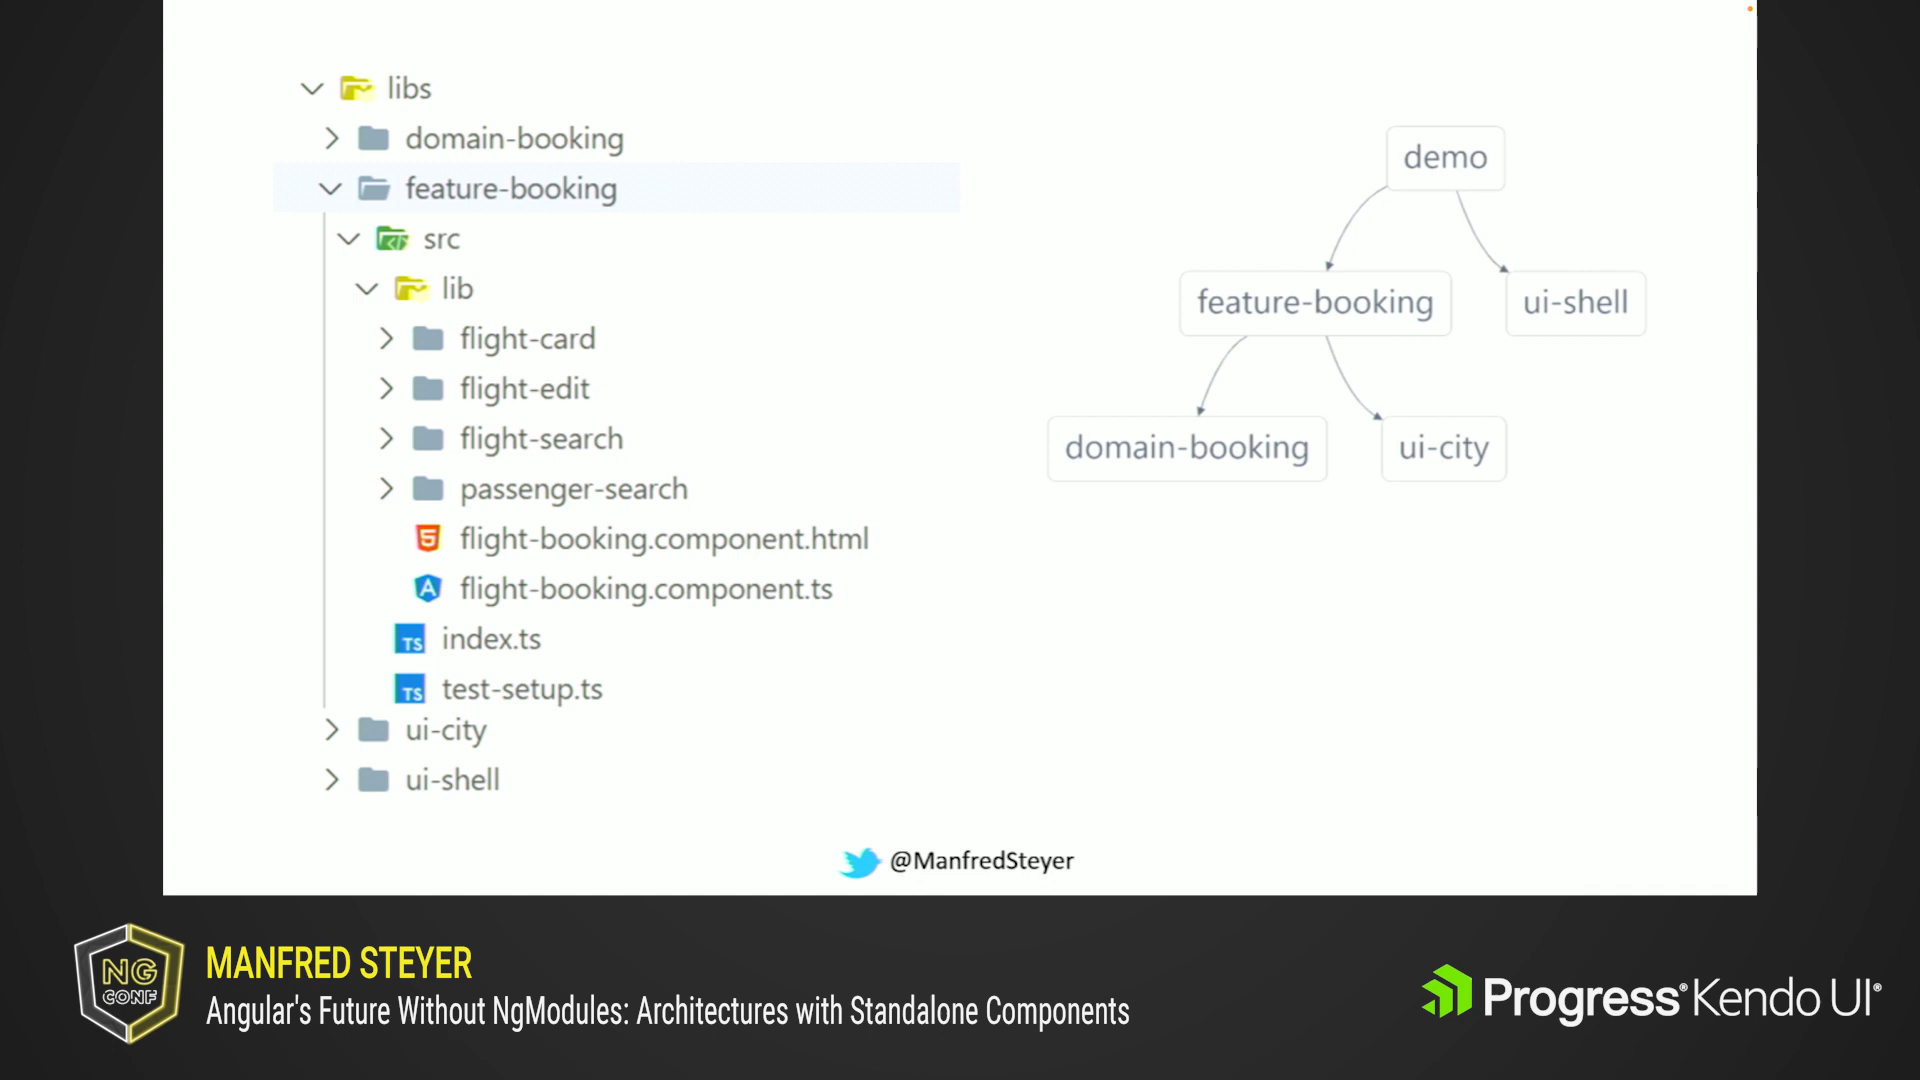 libs
domain-booking
feature-booking
src
lib
flight-card
flight-edit
flight-search
passenger-search
flight-booking.component.html
flight-booking.component.ts
TS index.ts
TS test-setup.ts
ui-city
ui-shell
demo
feature-booking
ui-shell
domain-booking
ui-city
@ManfredSteyer
NG
CONF
MANFRED STEYER
Angular's Future Without NgModules: Architectures with Standalone Components
Progress® Kendo UI®